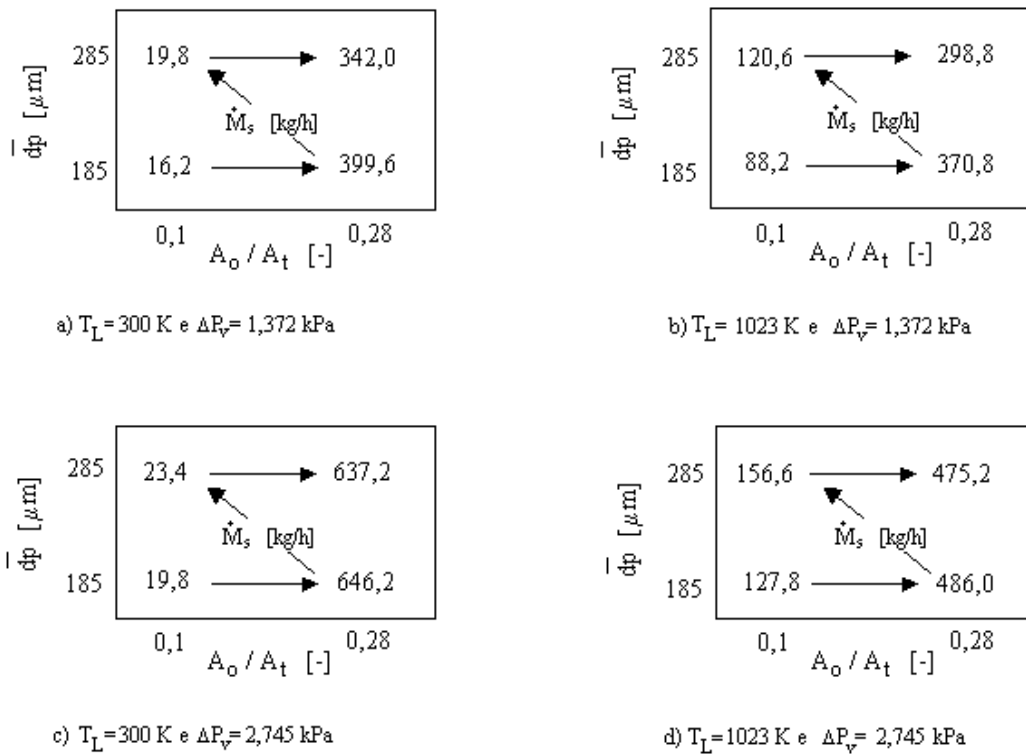 285 19,8 342,0
d̅p̅ [μm]
Ṁs [kg/h]
185 16,2 399,6
0,1 0,28
Ao / At [-]
a) TL = 300 K e ΔPv = 1,372 kPa
285 120,6 298,8
d̅p̅ [μm]
Ṁs [kg/h]
185 88,2 370,8
0,1 0,28
Ao / At [-]
b) TL = 1023 K e ΔPv = 1,372 kPa
285 23,4 637,2
d̅p̅ [μm]
Ṁs [kg/h]
185 19,8 646,2
0,1 0,28
Ao / At [-]
c) TL = 300 K e ΔPv = 2,745 kPa
285 156,6 475,2
d̅p̅ [μm]
Ṁs [kg/h]
185 127,8 486,0
0,1 0,28
Ao / At [-]
d) TL = 1023 K e ΔPv = 2,745 kPa